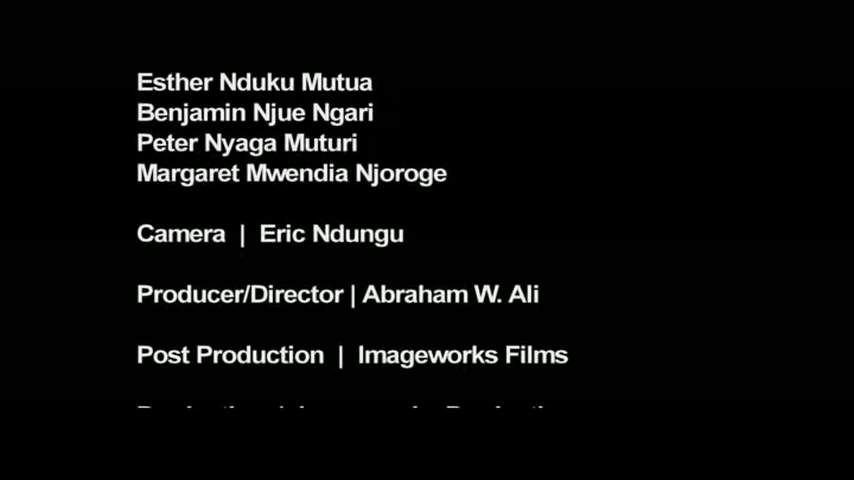 Esther Nduku Mutua
Benjamin Njue Ngari
Peter Nyaga Muturi
Margaret Mwendia Njoroge
Camera | Eric Ndungu
Producer/Director | Abraham W. Ali
Post Production | Imageworks Films